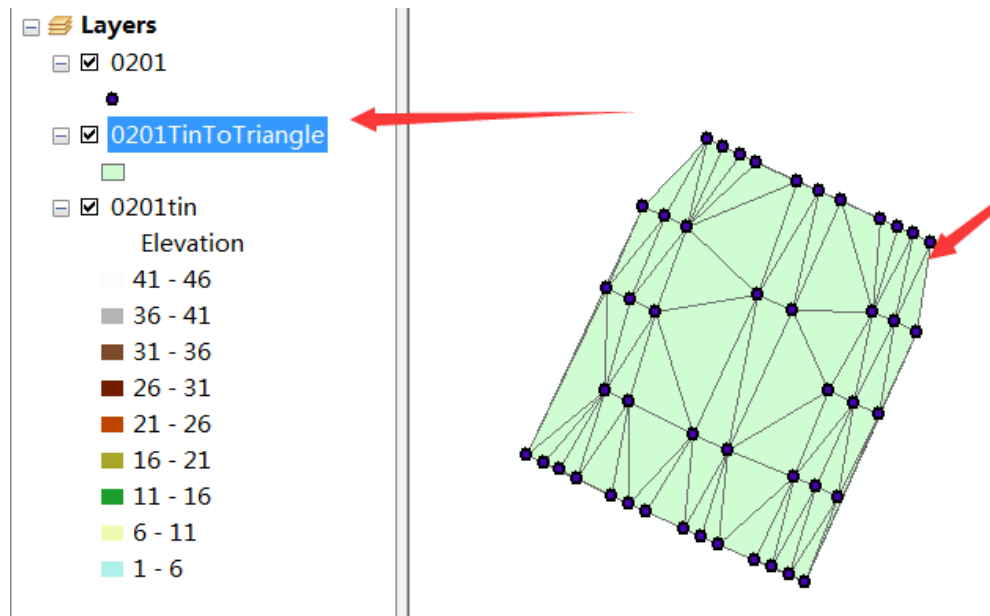 Layers
0201
0201TinToTriangle
0201tin
Elevation
41 - 46
36 - 41
31 - 36
26 - 31
21 - 26
16 - 21
11 - 16
6 - 11
1 - 6